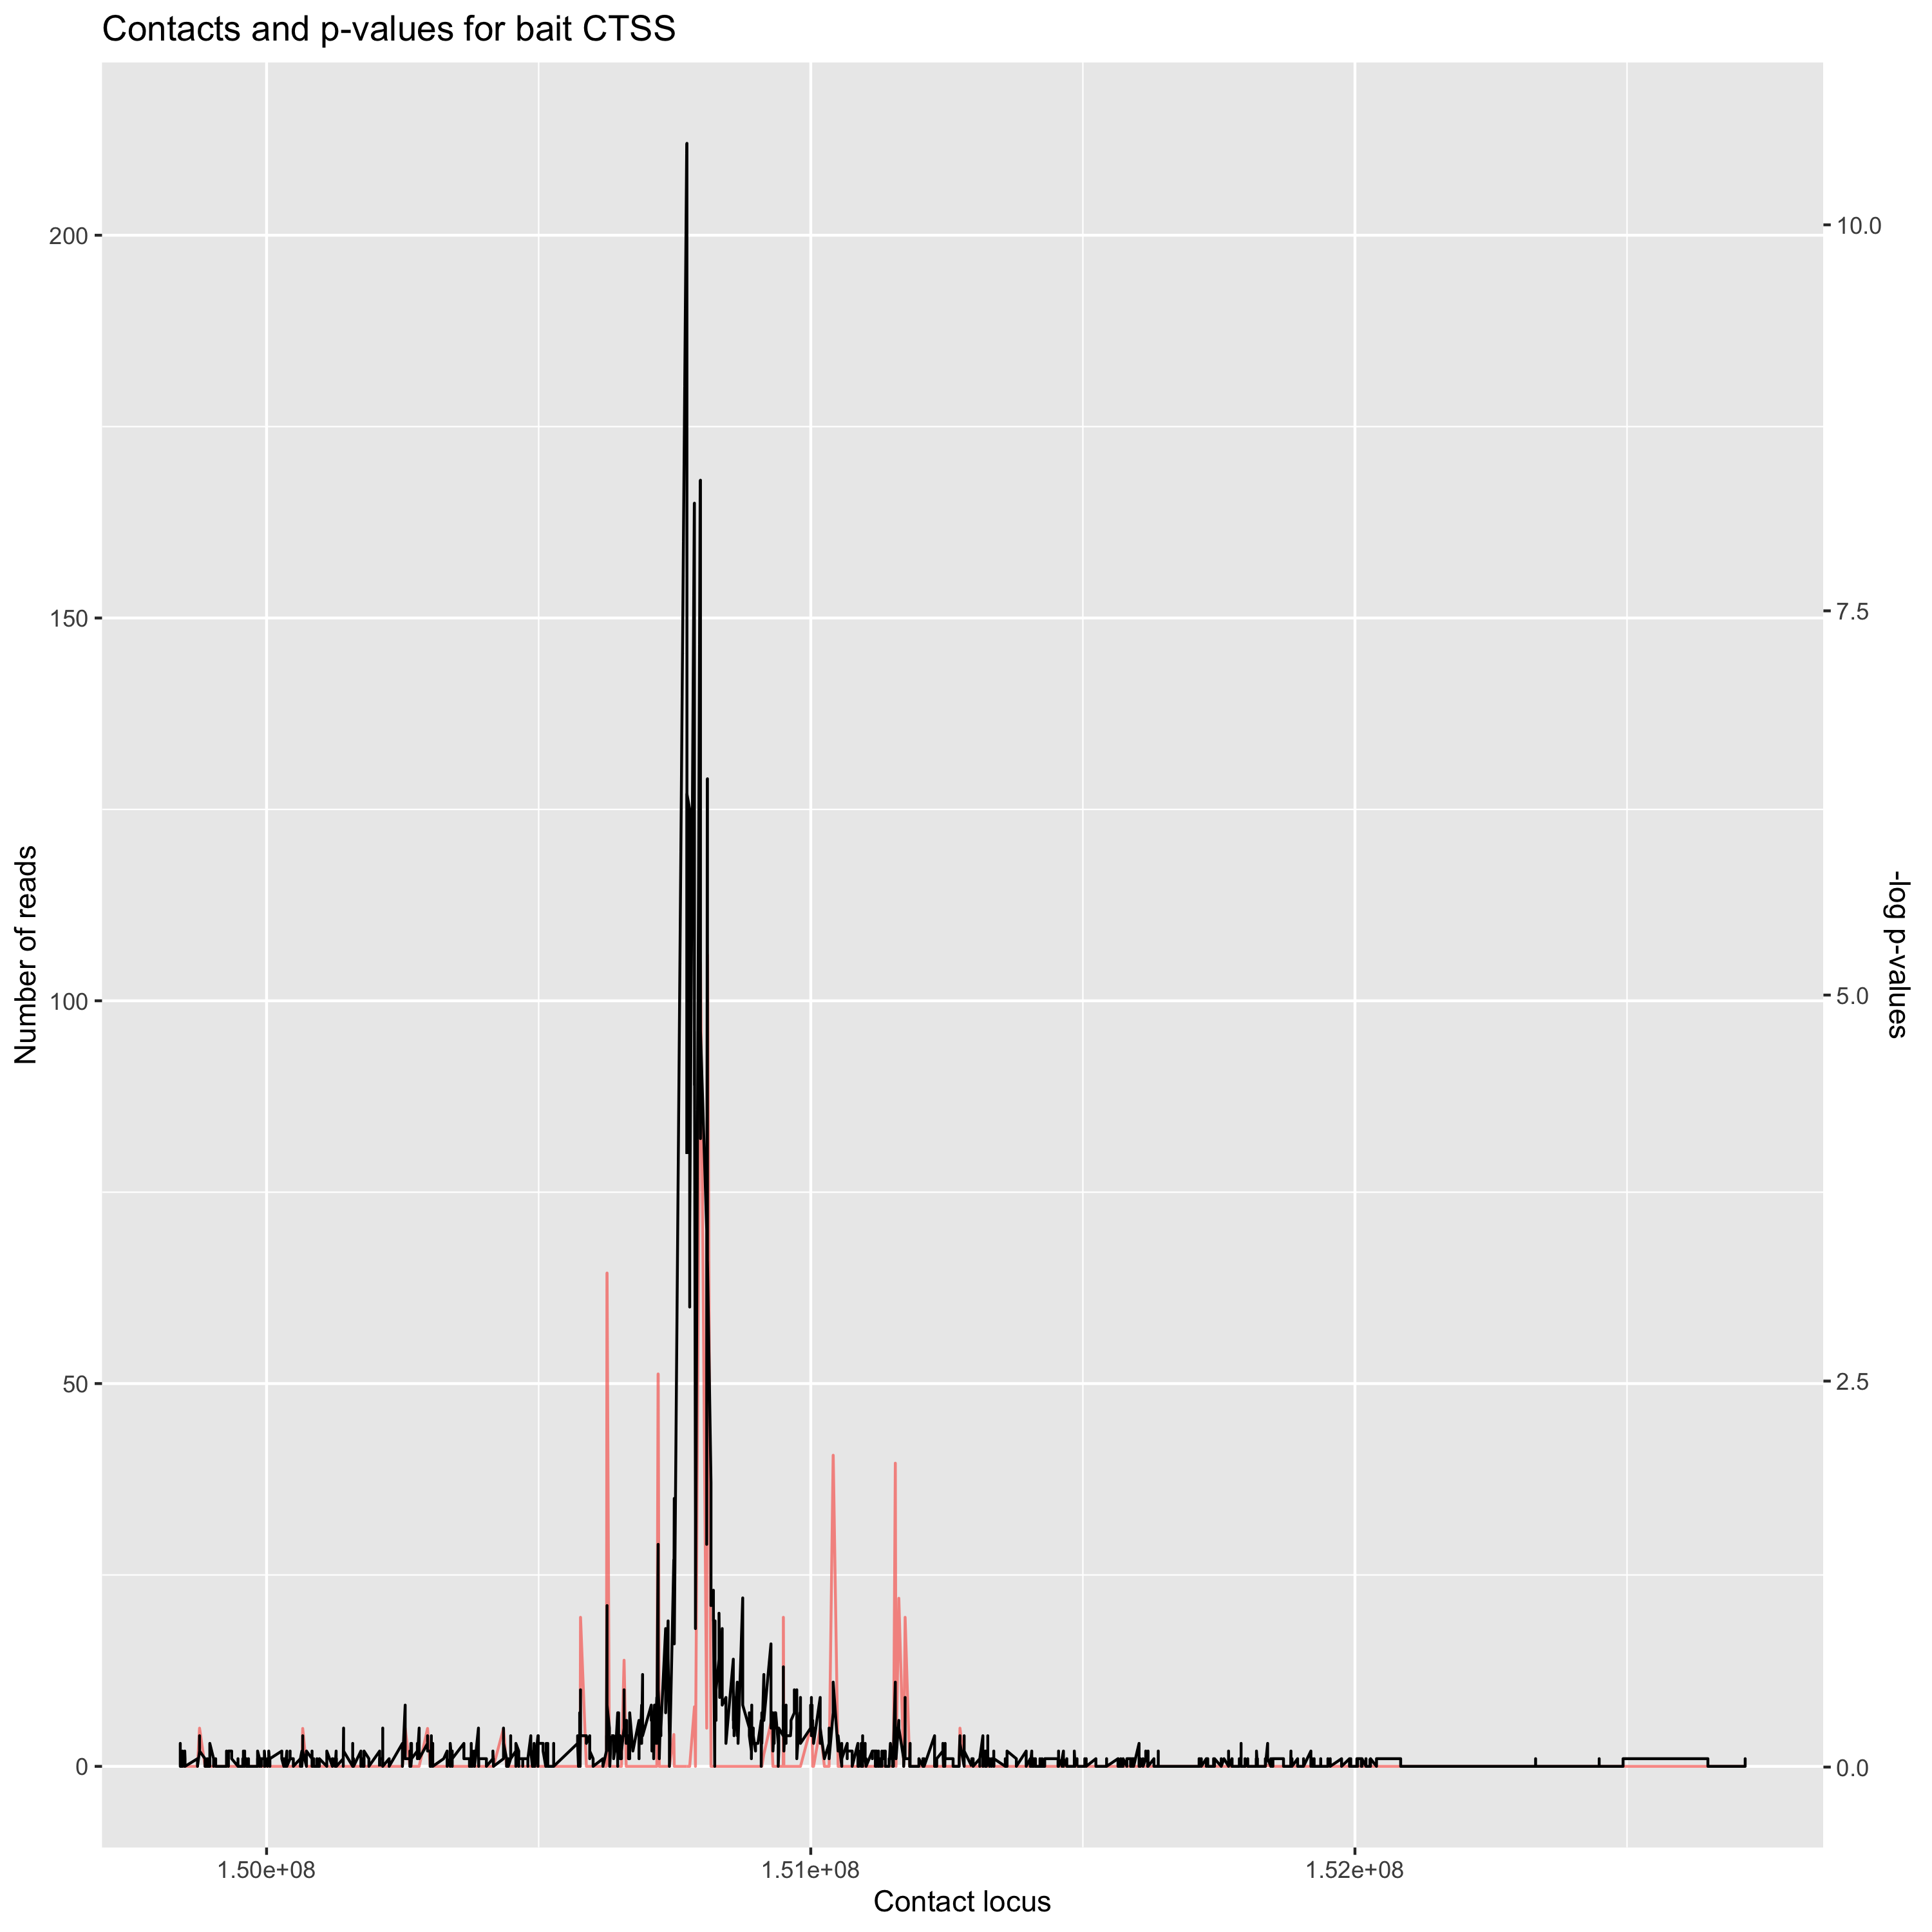 Contacts and p-values for bait CTSS
200
150
100
50
0
Number of reads
10.0
7.5
5.0
2.5
0.0
-log p-values
1.50e+08
1.51e+08
1.52e+08
Contact locus